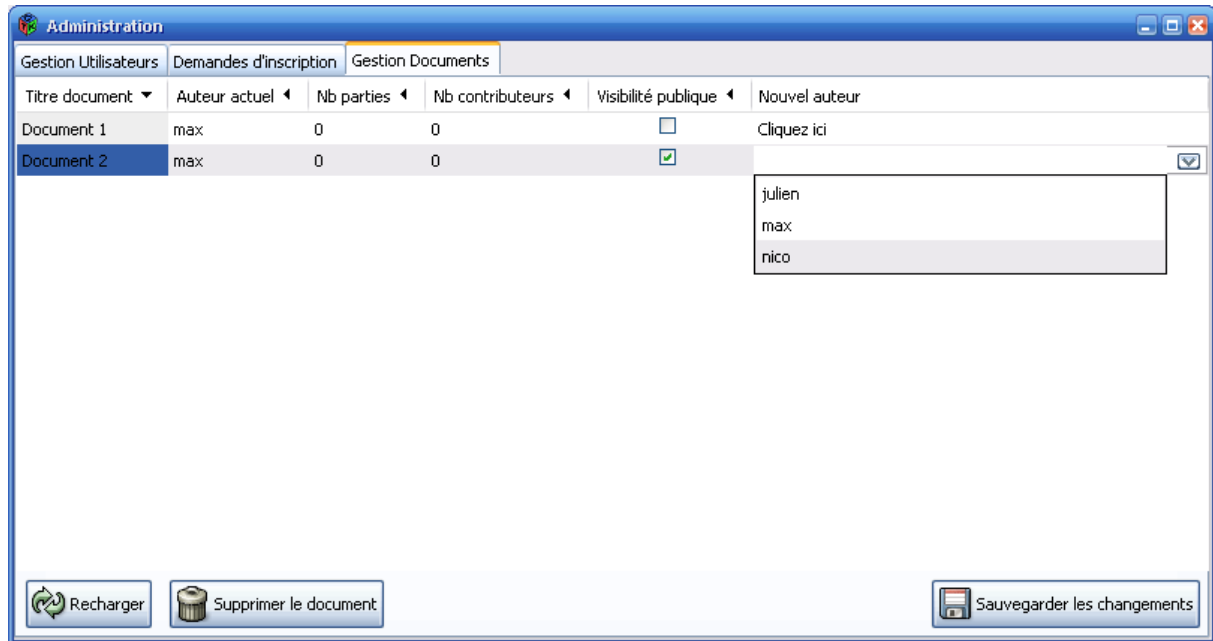 Administration
Gestion Utilisateurs Demandes d'inscription Gestion Documents
Titre document Auteur actuel Nb parties Nb contributeurs Visibilité publique Nouvel auteur
Document 1 max 0 0 Cliquez ici
Document 2 max 0 0
julien
max
nico
Recharger Supprimer le document Sauvegarder les changements